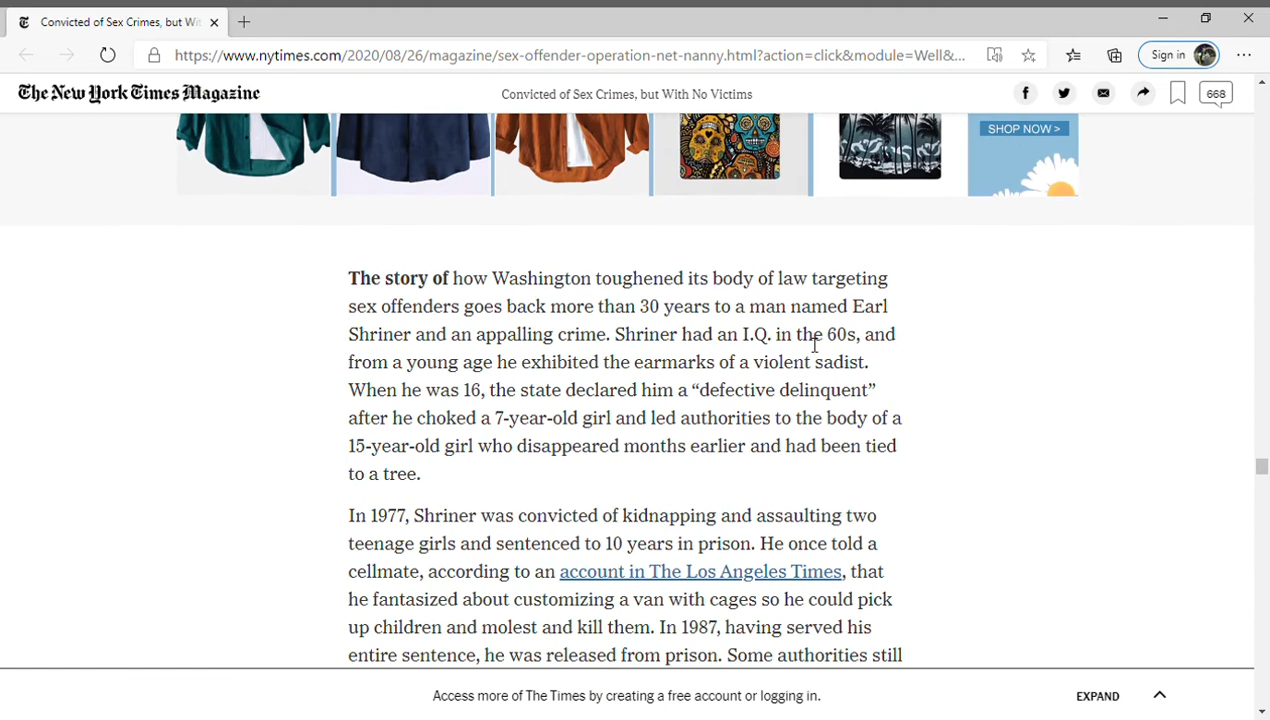 Convicted of Sex Crimes, but Wit
https://www.nytimes.com/2020/08/26/magazine/sex-offender-operation-net-nanny.html?action=click&module=Well&...
Sign in
The New York Times Magazine
Convicted of Sex Crimes, but With No Victims
668
SHOP NOW >
The story of how Washington toughened its body of law targeting
sex offenders goes back more than 30 years to a man named Earl
Shriner and an appalling crime. Shriner had an I.Q. in the 60s, and
from a young age he exhibited the earmarks of a violent sadist.
When he was 16, the state declared him a “defective delinquent”
after he choked a 7-year-old girl and led authorities to the body of a
15-year-old girl who disappeared months earlier and had been tied
to a tree.
In 1977, Shriner was convicted of kidnapping and assaulting two
teenage girls and sentenced to 10 years in prison. He once told a
cellmate, according to an account in The Los Angeles Times, that
he fantasized about customizing a van with cages so he could pick
up children and molest and kill them. In 1987, having served his
entire sentence, he was released from prison. Some authorities still
Access more of The Times by creating a free account or logging in.
EXPAND